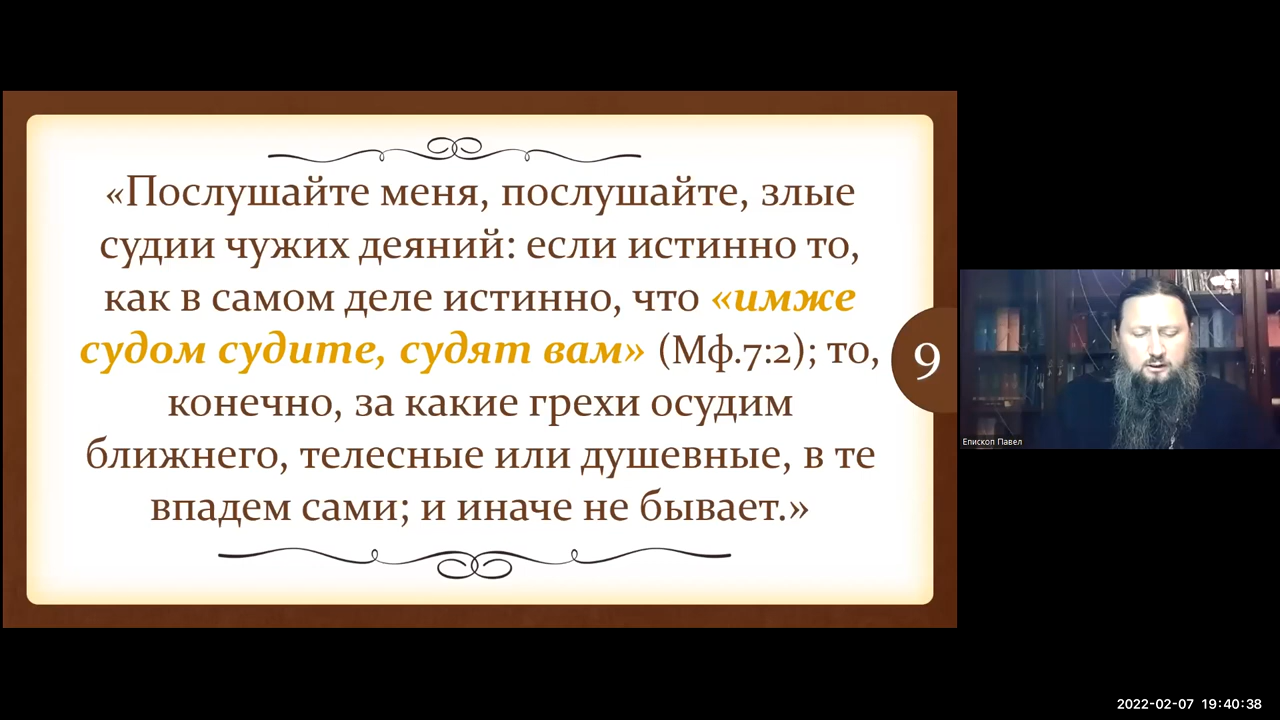 «Послушайте меня, послушайте, злые
судии чужих деяний: если истинно то,
как в самом деле истинно, что «имже
судом судите, судят вам» (Мф.7:2); то,
конечно, за какие грехи осудим
ближнего, телесные или душевные, в те
впадем сами; и иначе не бывает.»
9
Епископ Павел
2022-02-07 19:40:38